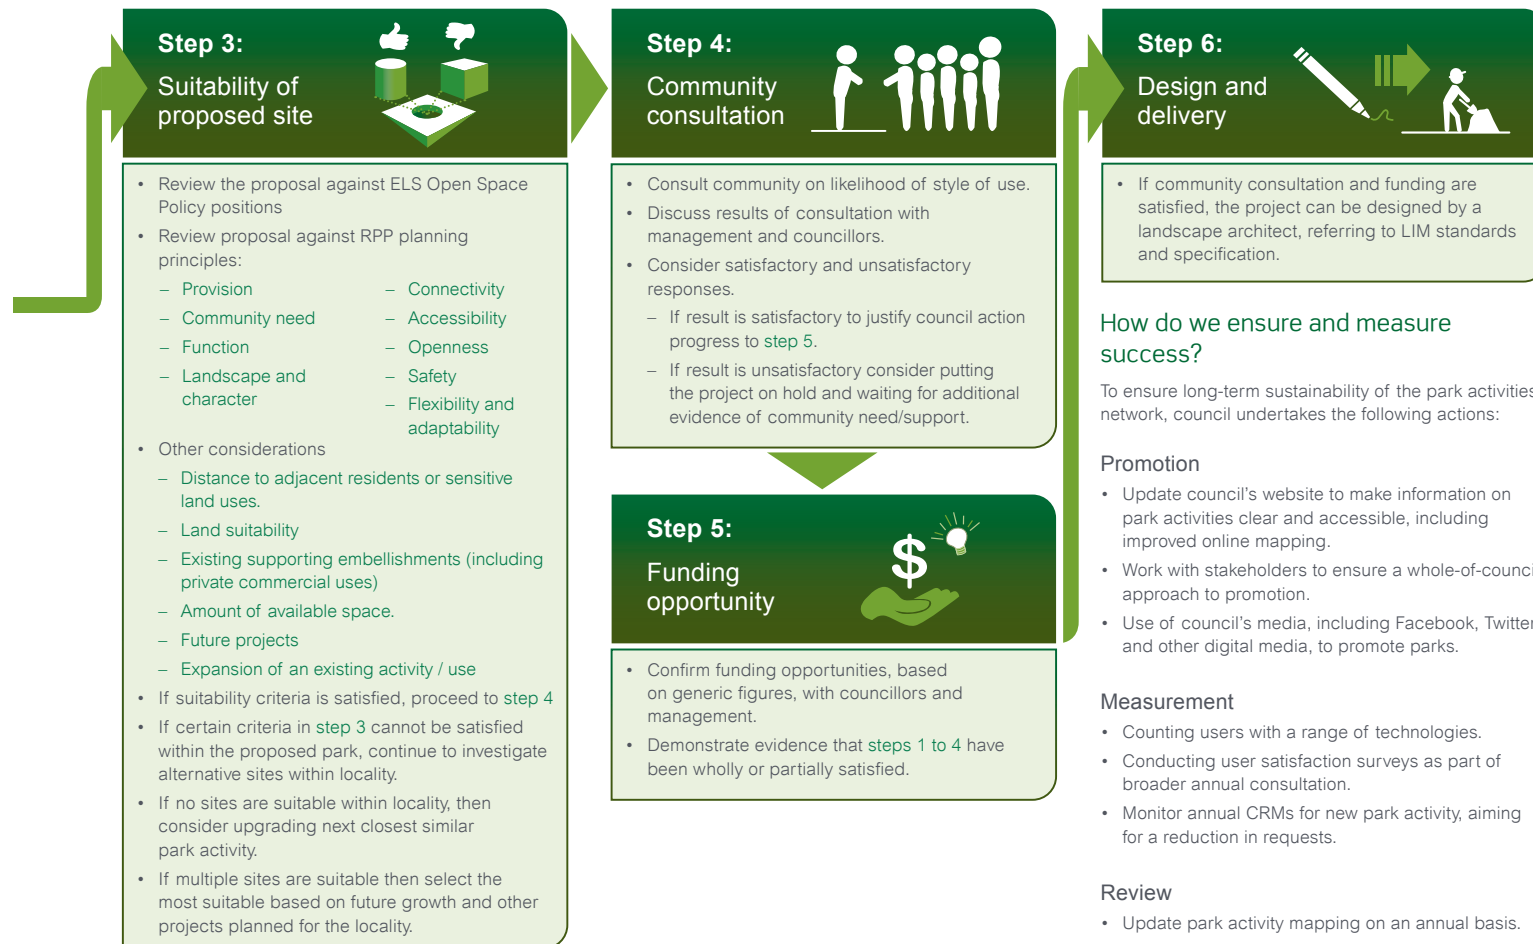 Step 3:
Suitability of
proposed site
• Review the proposal against ELS Open Space
Policy positions
• Review proposal against RPP planning
principles:
– Provision
– Community need
– Function
– Landscape and
character
– Connectivity
– Accessibility
– Openness
– Safety
– Flexibility and
adaptability
• Other considerations
– Distance to adjacent residents or sensitive
land uses.
– Land suitability
– Existing supporting embellishments (including
private commercial uses)
– Amount of available space.
– Future projects
– Expansion of an existing activity / use
• If suitability criteria is satisfied, proceed to step 4
• If certain criteria in step 3 cannot be satisfied
within the proposed park, continue to investigate
alternative sites within locality.
• If no sites are suitable within locality, then
consider upgrading next closest similar
park activity.
• If multiple sites are suitable then select the
most suitable based on future growth and other
projects planned for the locality.
Step 4:
Community
consultation
• Consult community on likelihood of style of use.
• Discuss results of consultation with
management and councillors.
• Consider satisfactory and unsatisfactory
responses.
– If result is satisfactory to justify council action
progress to step 5.
– If result is unsatisfactory consider putting
the project on hold and waiting for additional
evidence of community need/support.
Step 5:
Funding
opportunity
$
• Confirm funding opportunities, based
on generic figures, with councillors and
management.
• Demonstrate evidence that steps 1 to 4 have
been wholly or partially satisfied.
Step 6:
Design and
delivery
• If community consultation and funding are
satisfied, the project can be designed by a
landscape architect, referring to LIM standards
and specification.
How do we ensure and measure
success?
To ensure long-term sustainability of the park activities
network, council undertakes the following actions:
Promotion
• Update council's website to make information on
park activities clear and accessible, including
improved online mapping.
• Work with stakeholders to ensure a whole-of-counci
approach to promotion.
• Use of council's media, including Facebook, Twitter
and other digital media, to promote parks.
Measurement
• Counting users with a range of technologies.
• Conducting user satisfaction surveys as part of
broader annual consultation.
• Monitor annual CRMs for new park activity, aiming
for a reduction in requests.
Review
• Update park activity mapping on an annual basis.